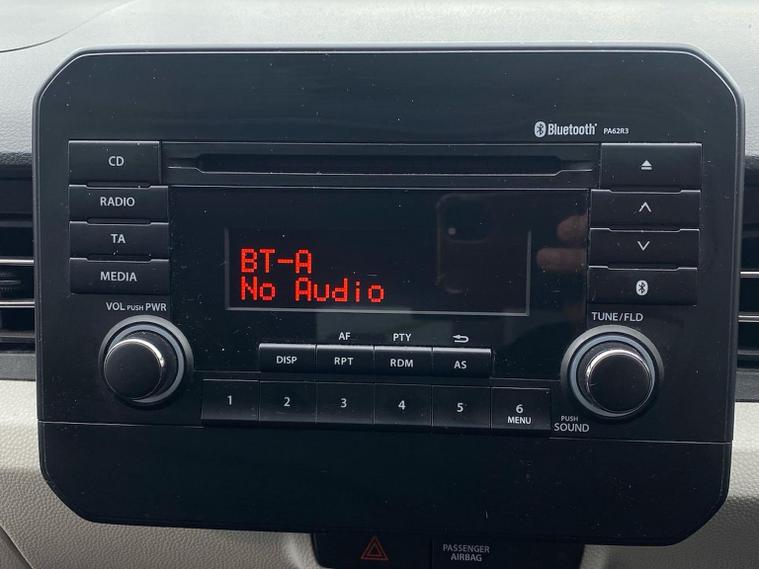 Bluetooth® PA62R3
CD
RADIO
TA
MEDIA
BT-A
No Audio
VOL PUSH PWR
TUNE/FLD
AF PTY
DISP RPT RDM AS
1 2 3 4 5 6
MENU
PUSH
SOUND
PASSENGER
AIRBAG